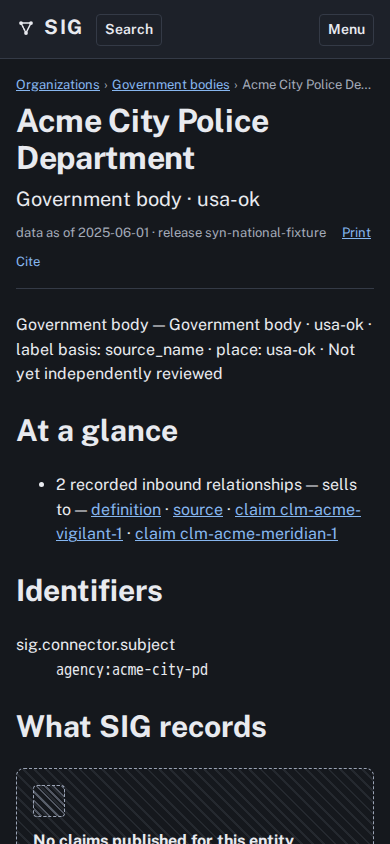 SIG Search Menu
Organizations › Government bodies › Acme City Police De…
Acme City Police
Department
Government body · usa-ok
data as of 2025-06-01 · release syn-national-fixture Print
Cite
Government body — Government body · usa-ok ·
label basis: source_name · place: usa-ok · Not
yet independently reviewed
At a glance
• 2 recorded inbound relationships — sells
to — definition · source · claim clm-acme-
vigilant-1 · claim clm-acme-meridian-1
Identifiers
sig.connector.subject
agency:acme-city-pd
What SIG records
No claims published for this entity